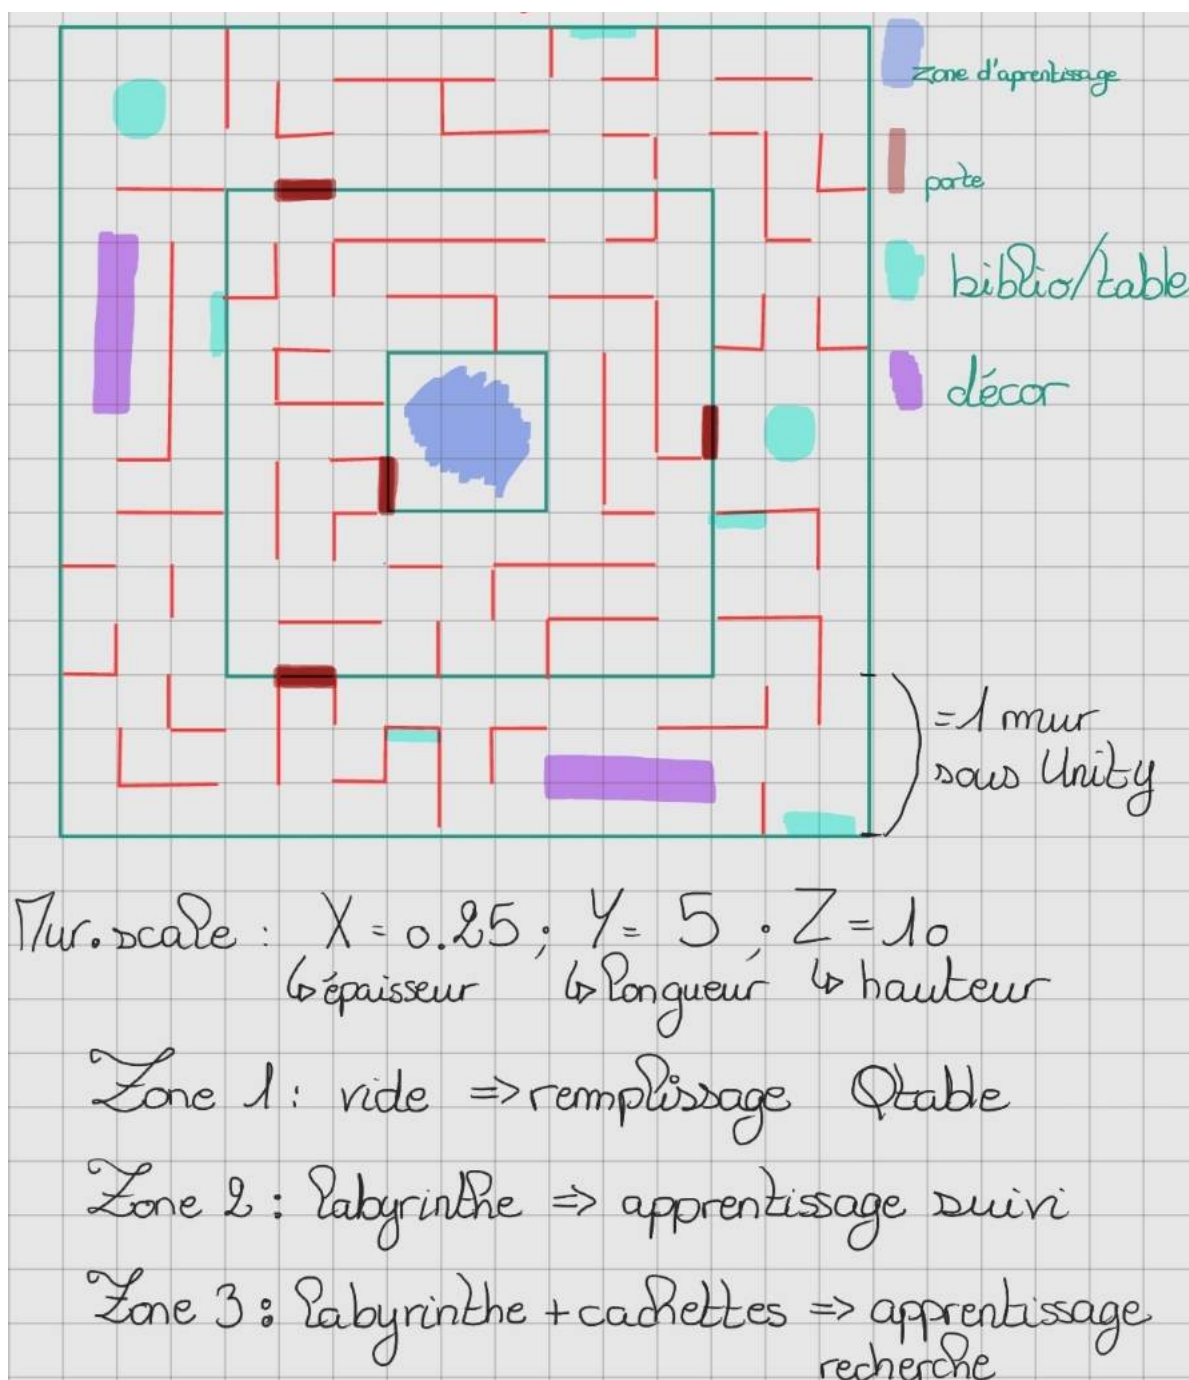 Zone d'aprentissage
porte
biblio/table
décor
= 1 mur
sous Unity
Mur.scale : X = 0.25 ; Y = 5 ; Z = 10
↳ épaisseur ↳ longueur ↳ hauteur
Zone 1 : vide => remplissage Qtable
Zone 2 : labyrinthe => apprentissage suivi
Zone 3 : labyrinthe + cachettes => apprentissage
recherche